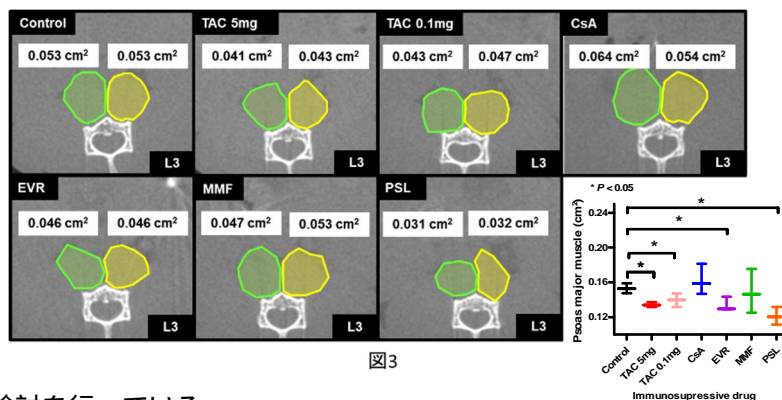 Control
TAC 5mg
TAC 0.1mg
CsA
0.053 cm² 0.053 cm²
0.041 cm² 0.043 cm²
0.043 cm² 0.047 cm²
0.064 cm² 0.054 cm²
L3
L3
L3
L3
EVR
MMF
PSL
0.046 cm² 0.046 cm²
0.047 cm² 0.053 cm²
0.031 cm² 0.032 cm²
L3
L3
L3
* P < 0.05
Psoas major muscle (cm²)
0.24
0.20
0.16
0.12
*
*
*
*
Control
TAC 5mg
TAC 0.1mg
CsA
EVR
MMF
PSL
Immunosupressive drug
図3